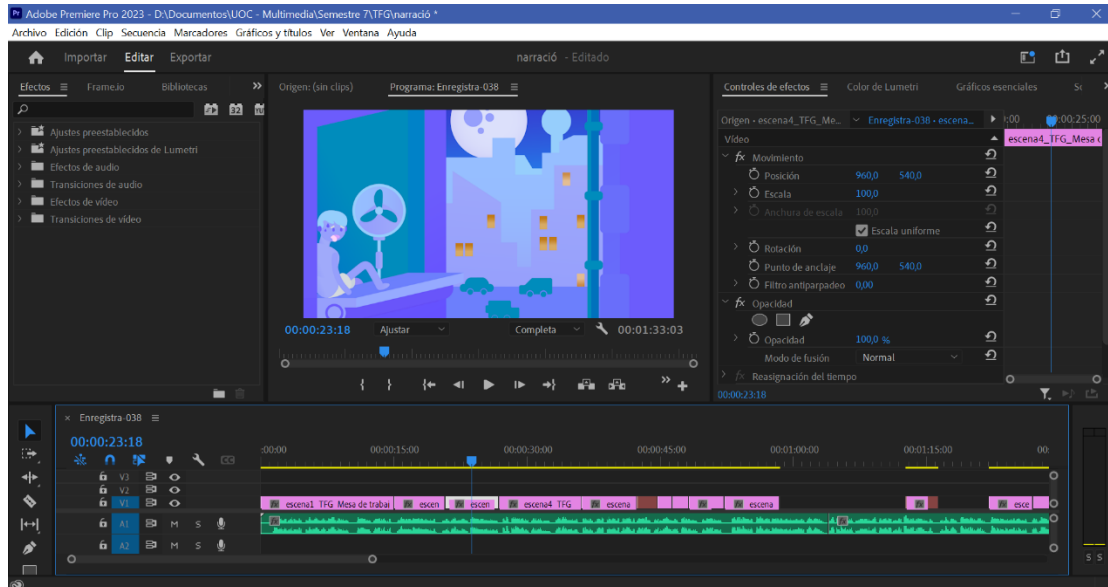 Pr Adobe Premiere Pro 2023 - D:\Documentos\UOC - Multimedia\Semestre 7\TFG\narració *
Archivo Edición Clip Secuencia Marcadores Gráficos y títulos Ver Ventana Ayuda
Importar Editar Exportar narració - Editado
Efectos Frame.io Bibliotecas
Ajustes preestablecidos
Ajustes preestablecidos de Lumetri
Efectos de audio
Transiciones de audio
Efectos de vídeo
Transiciones de vídeo
Origen: (sin clips) Programa: Enregistra-038
00:00:23:18 Ajustar Completa 00:01:33:03
Controles de efectos Color de Lumetri Gráficos esenciales
Origen • escena4_TFG_Me... Enregistra-038 • escena... :00 00:00:25:00
Vídeo escena4_TFG_Mesa d
fx Movimiento
Posición 960,0 540,0
Escala 100,0
Anchura de escala 100,0
Escala uniforme
Rotación 0,0
Punto de anclaje 960,0 540,0
Filtro antiparpadeo 0,00
fx Opacidad
Opacidad 100,0 %
Modo de fusión Normal
fx Reasignación del tiempo
00:00:23:18
× Enregistra-038
00:00:23:18
:00:00 00:00:15:00 00:00:30:00 00:00:45:00 00:01:00:00 00:01:15:00 00:
V3
V2
V1 escena1_TFG_Mesa de trabai escen escen escena4_TFG escena escena esce
A1 M S
A2 M S
S S